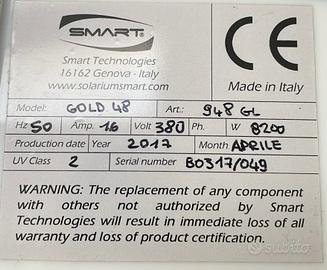 SMART®
Smart Technologies
16162 Genova - Italy
www.solariumsmart.com
CE
Made in Italy
Model: GOLD 48 Art.: 948 GL
Hz 50 Amp. 16 Volt 380 Ph. W 8200
Production date Year 2017 Month APRILE
UV Class 2 Serial number B0317/049
WARNING: The replacement of any component
with others not authorized by Smart
Technologies will result in immediate loss of all
warranty and loss of product certification.
subito